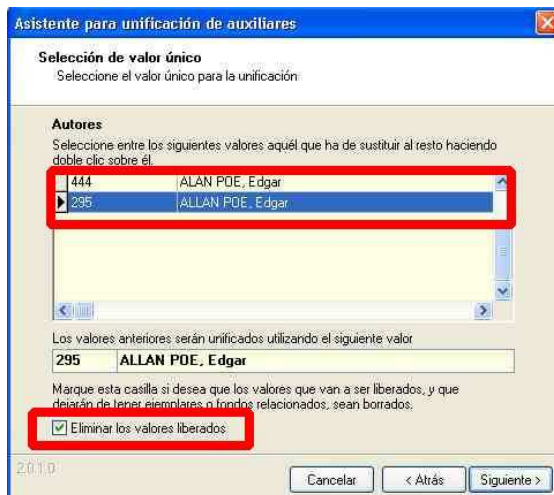 Asistente para unificación de auxiliares
Selección de valor único
Seleccione el valor único para la unificación
Autores
Seleccione entre los siguientes valores aquél que ha de sustituir al resto haciendo
doble clic sobre él.
444 ALAN POE, Edgar
295 ALLAN POE, Edgar
Los valores anteriores serán unificados utilizando el siguiente valor
295 ALLAN POE, Edgar
Marque esta casilla si desea que los valores que van a ser liberados, y que
dejarán de tener ejemplares o fondos relacionados, sean borrados.
Eliminar los valores liberados
2.0.1.0
Cancelar < Atrás Siguiente >